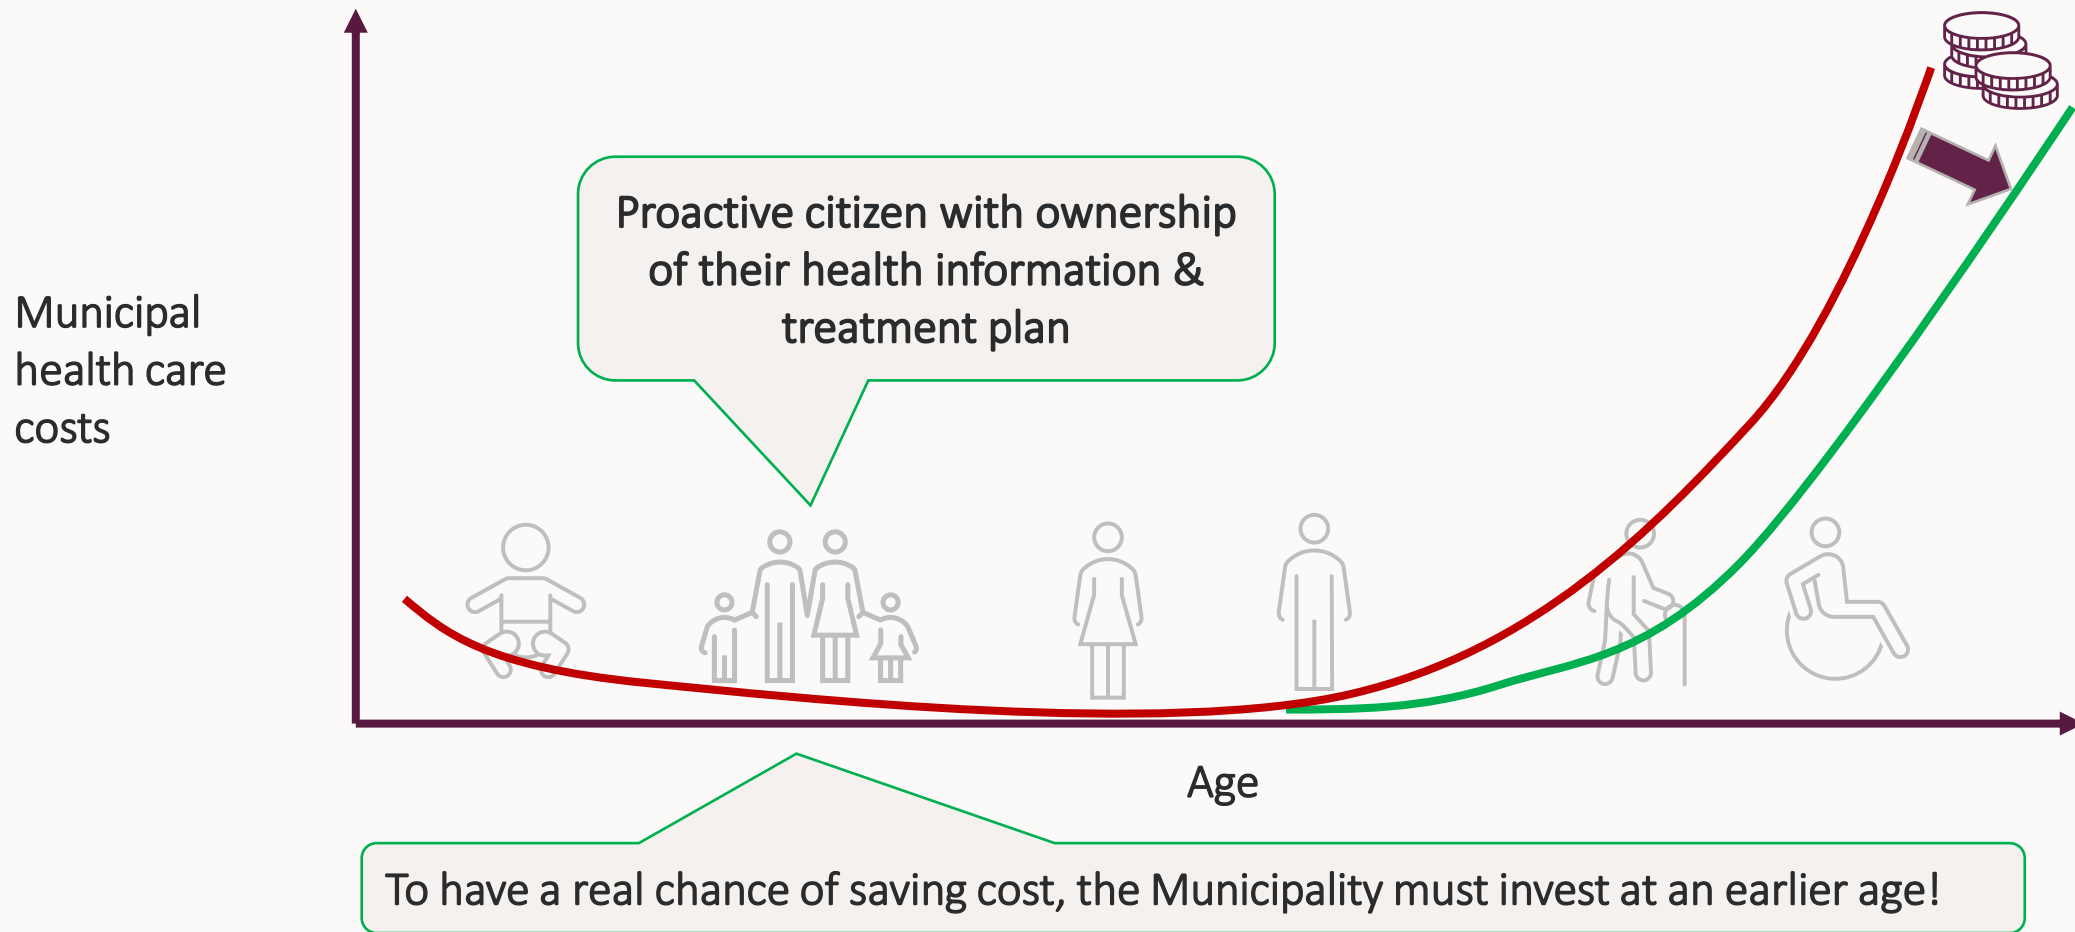 Municipal
health care
costs
Proactive citizen with ownership
of their health information &
treatment plan
Age
To have a real chance of saving cost, the Municipality must invest at an earlier age!